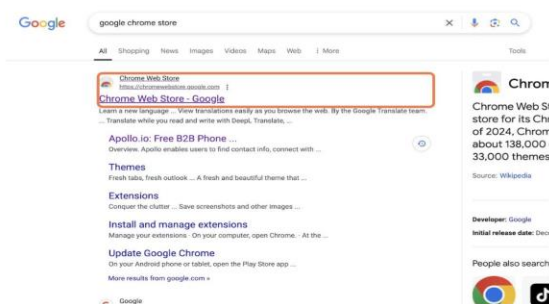 Google
google chrome store
All Shopping News Images Videos Maps Web More
Tools
Chrome Web Store
https://chromewebstore.google.com
Chrome Web Store - Google
Learn a new language ... View translations easily as you browse the web. By the Google Translate team.
... Translate while you read and write with DeepL Translate, ...
Apollo.io: Free B2B Phone ...
Overview. Apollo enables users to find contact info, connect with ...
Themes
Fresh tabs, fresh outlook ... A fresh and beautiful theme that ...
Extensions
Conquer the clutter ... Save screenshots and other images ...
Install and manage extensions
Manage your extensions · On your computer, open Chrome. · At the ...
Update Google Chrome
On your Android phone or tablet, open the Play Store app ...
More results from google.com »
Google
Chrom
Chrome Web S
store for its Chr
of 2024, Chrom
about 138,000
33,000 themes
Source: Wikipedia
Developer: Google
Initial release date: Dec
People also search